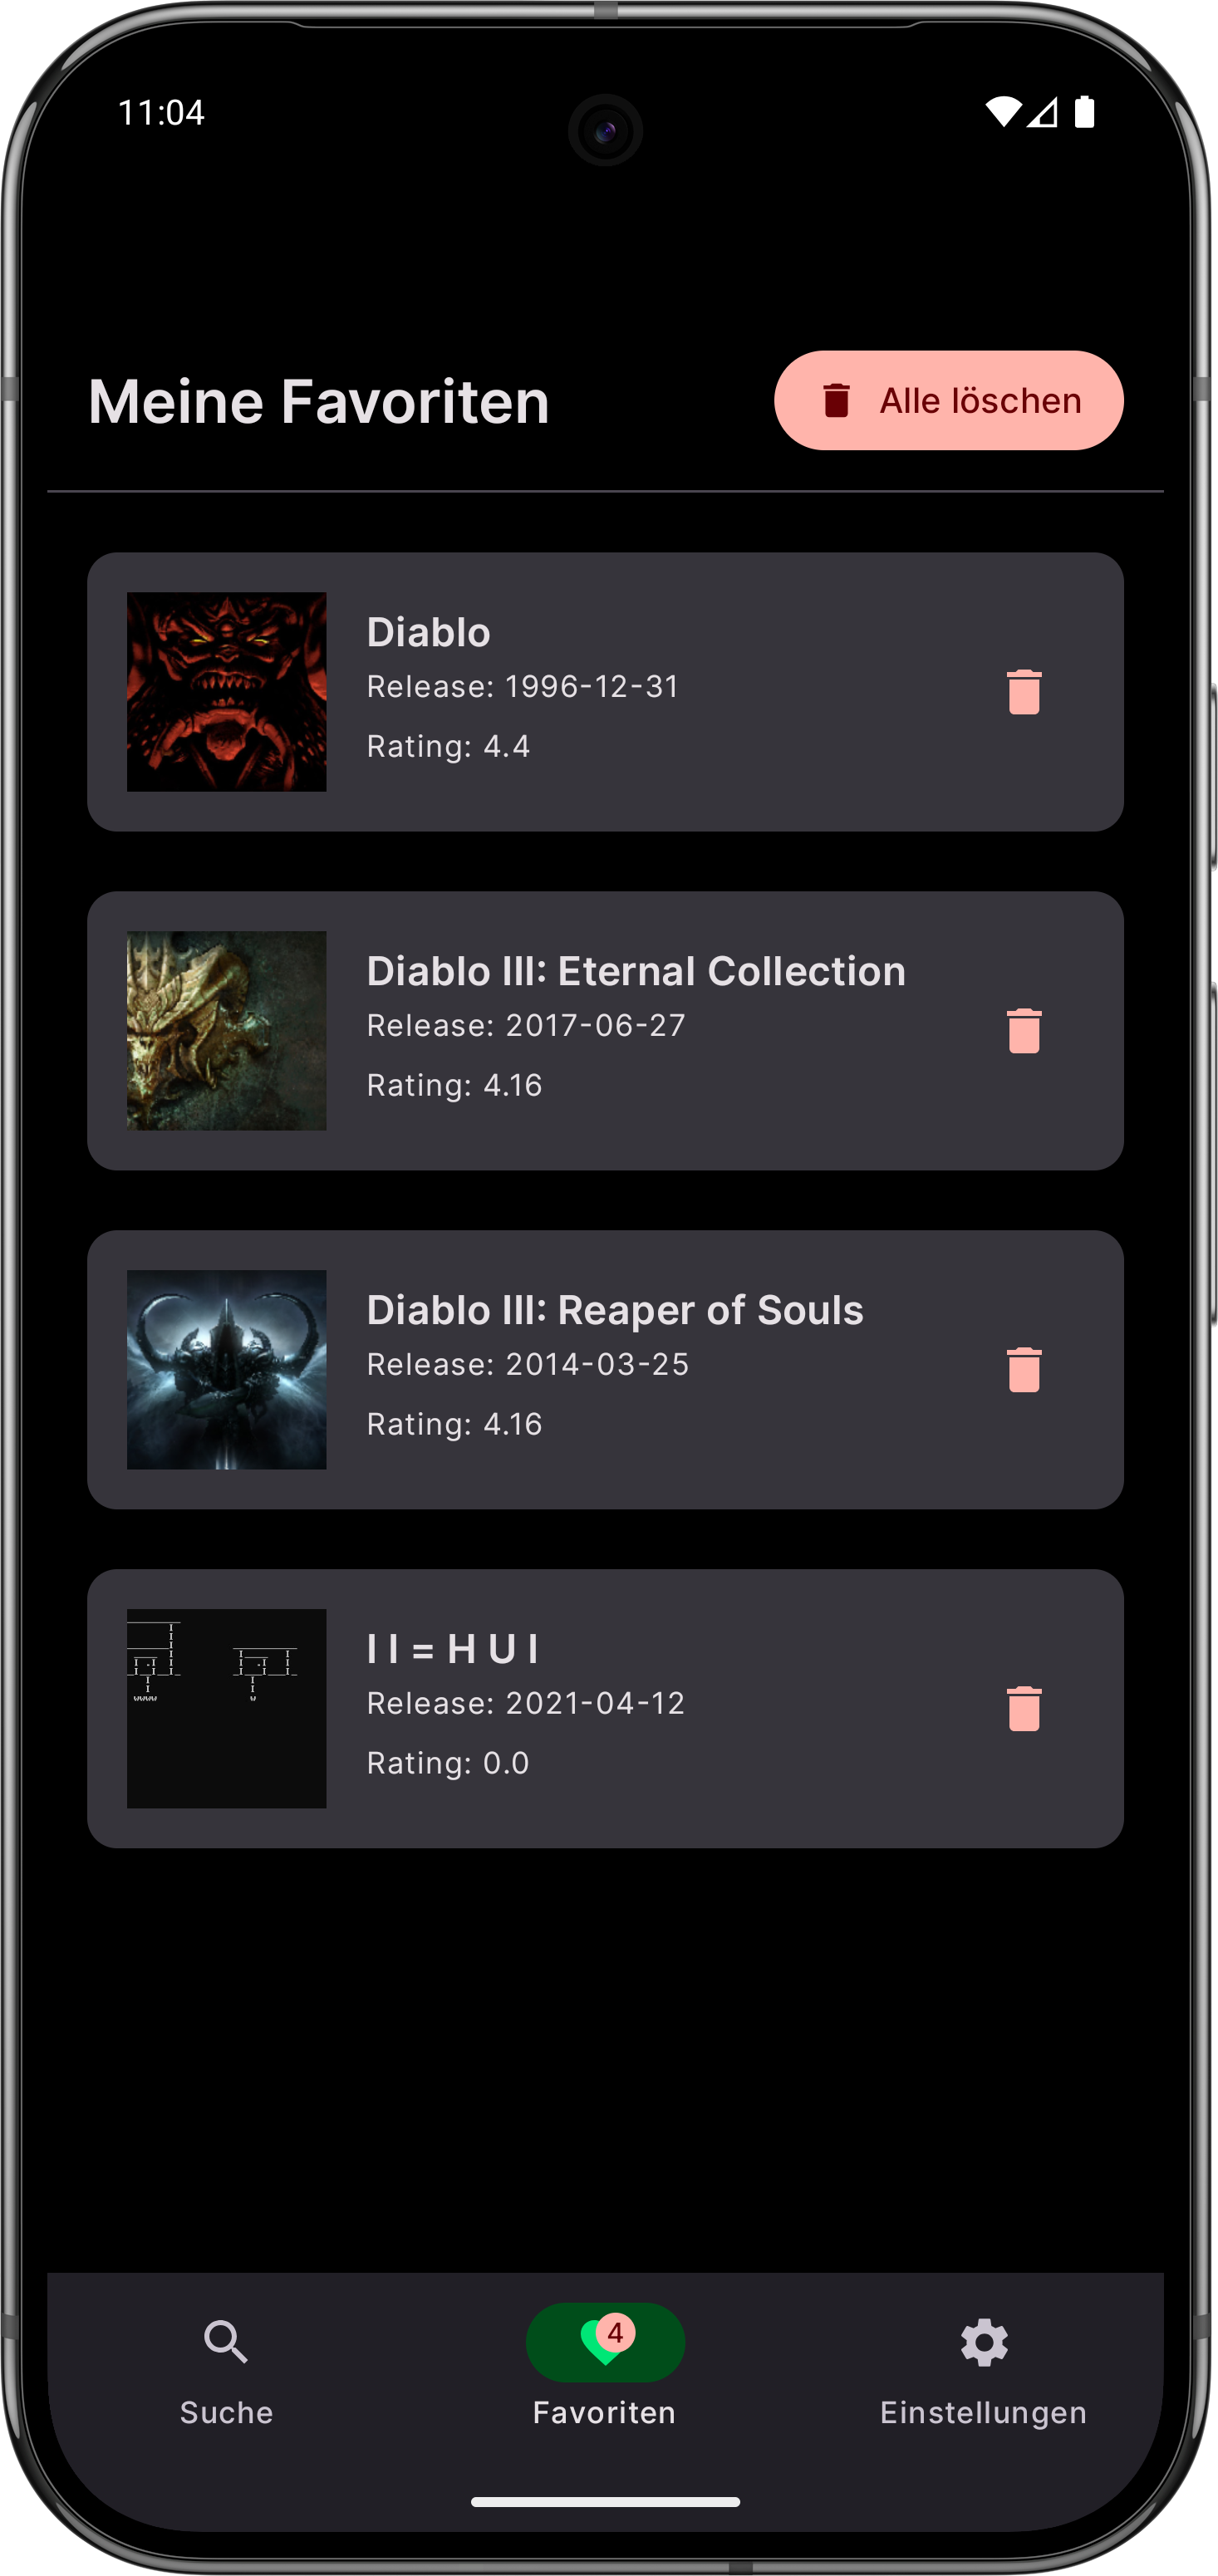 11:04
Meine Favoriten
Alle löschen
Diablo
Release: 1996-12-31
Rating: 4.4
Diablo III: Eternal Collection
Release: 2017-06-27
Rating: 4.16
Diablo III: Reaper of Souls
Release: 2014-03-25
Rating: 4.16
I I = H U I
Release: 2021-04-12
Rating: 0.0
4
Suche
Favoriten
Einstellungen